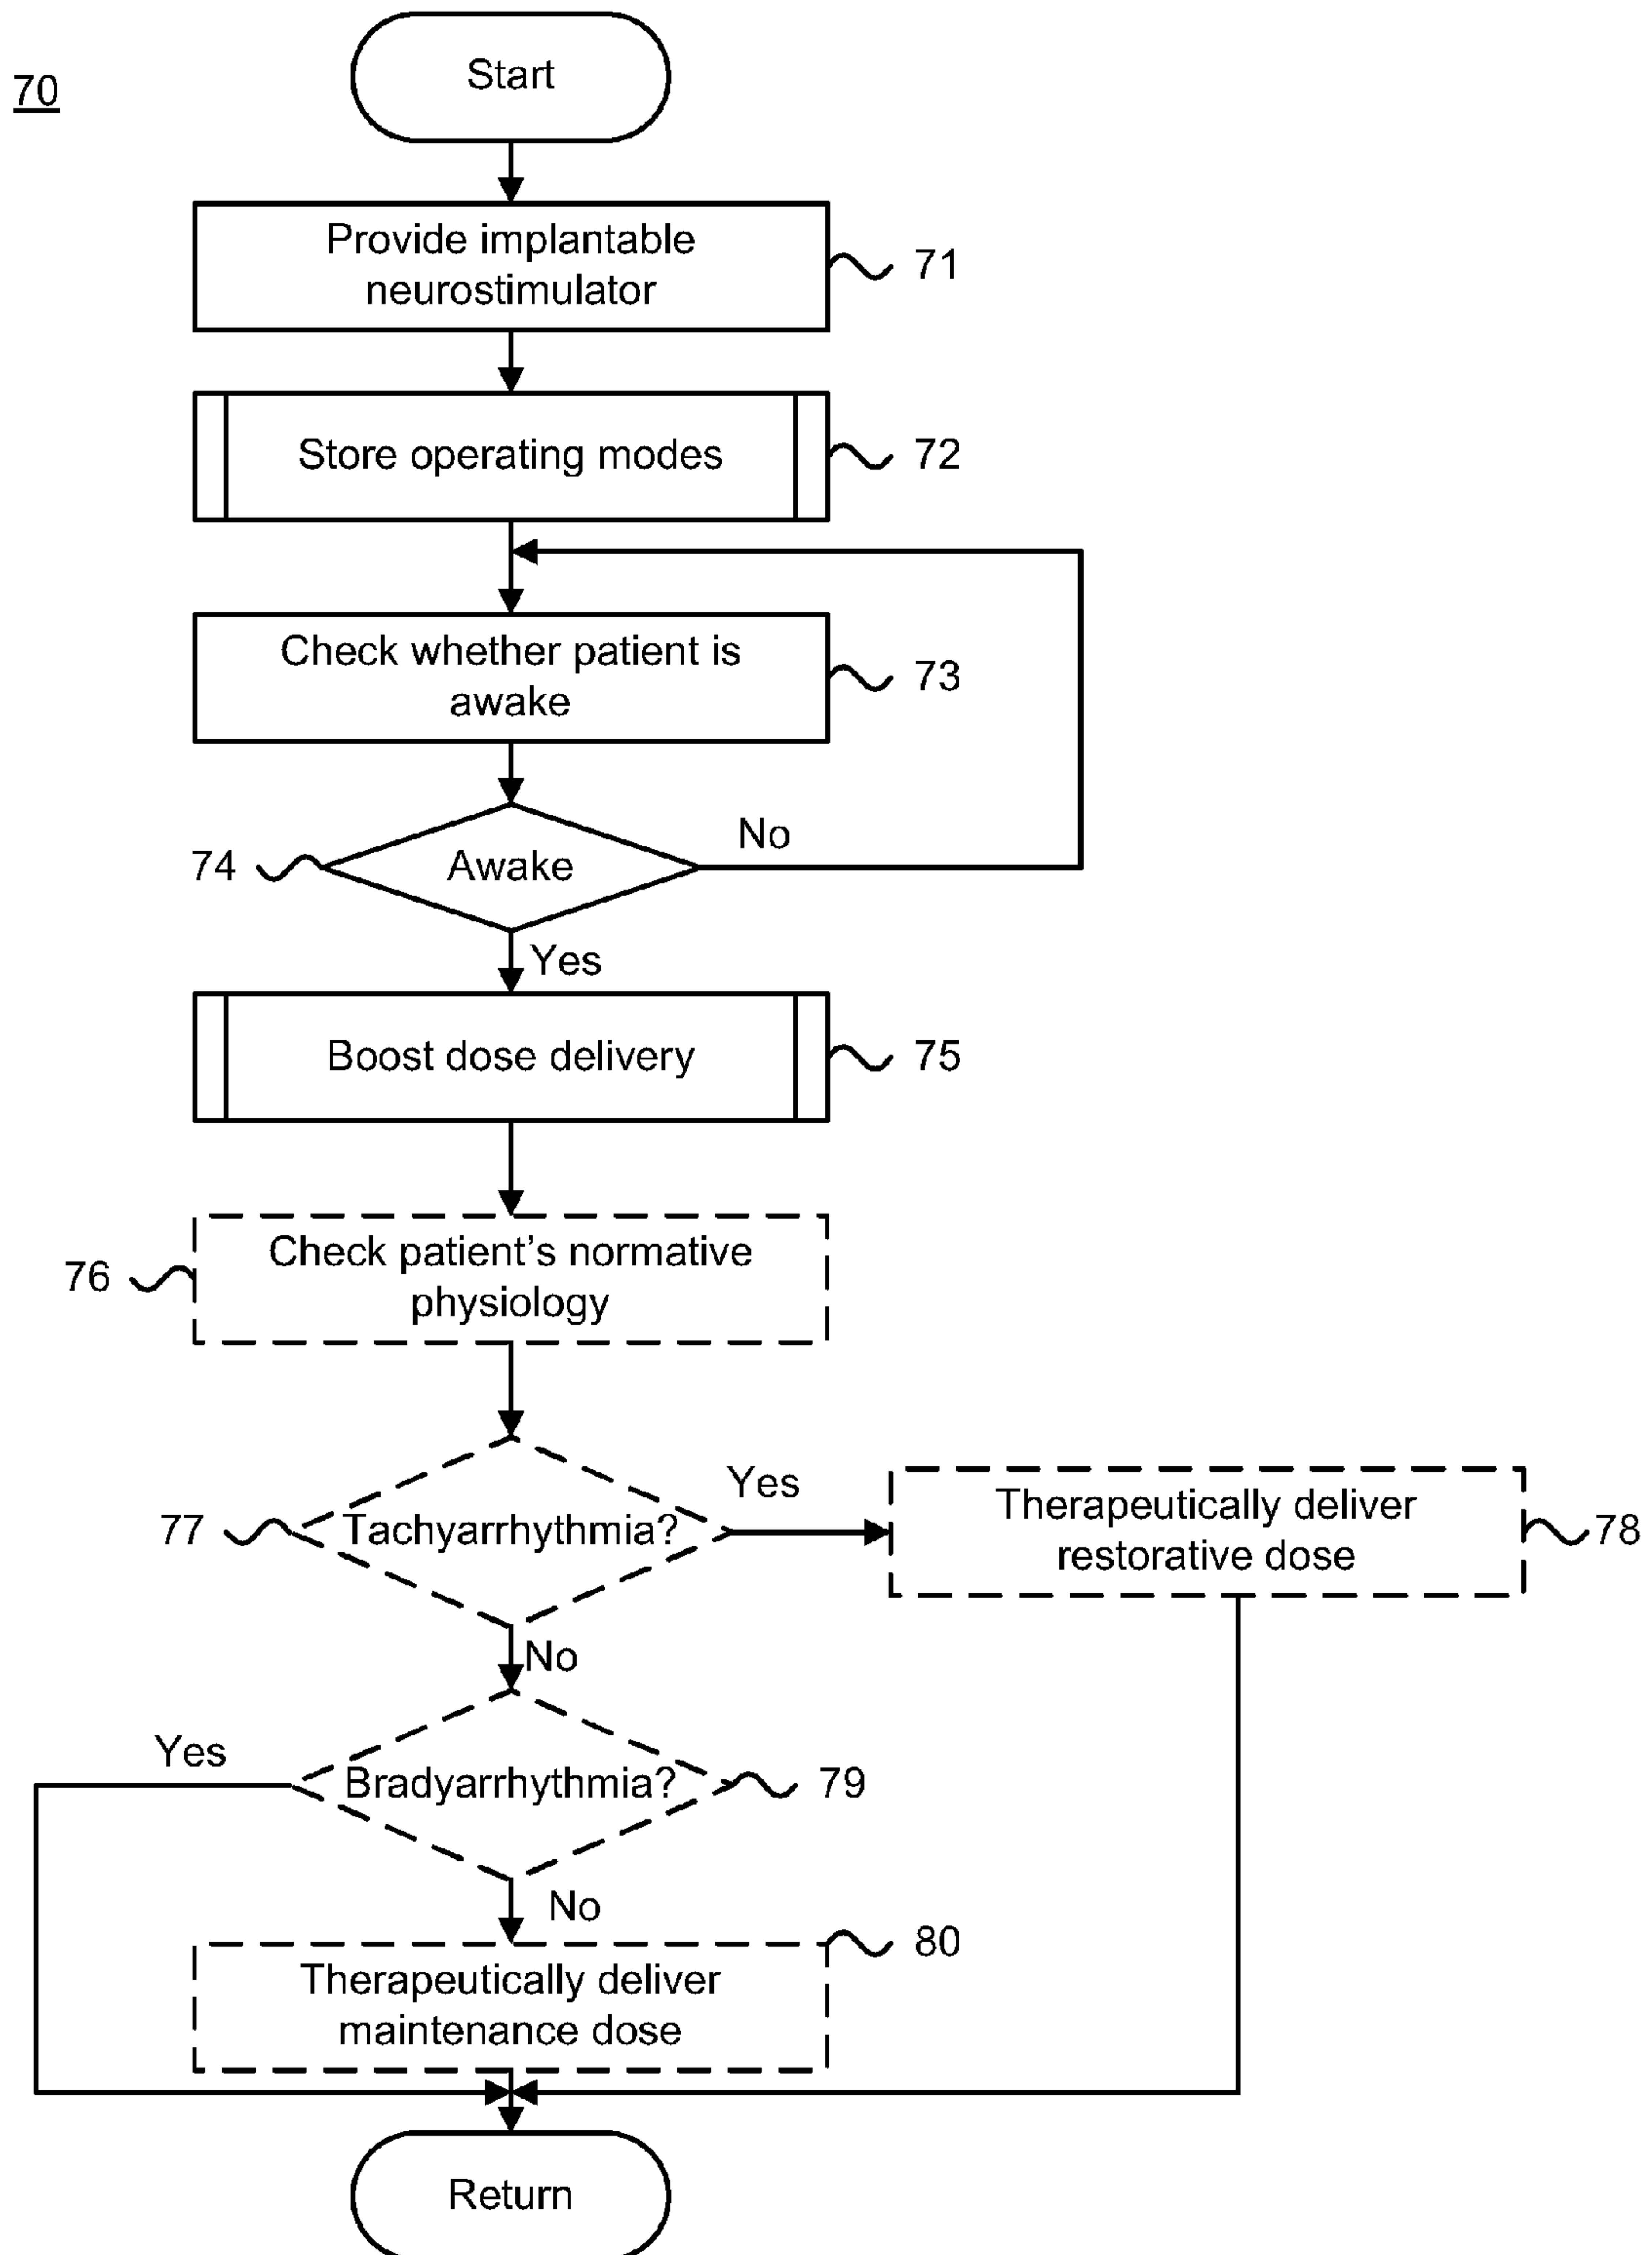 Start
70
Provide implantable
neurostimulator
71
Store operating modes
72
Check whether patient is
awake
73
No
74
Awake
Yes
Boost dose delivery
75
Check patient's normative
physiology
76
Yes
77
Tachyarrhythmia?
Therapeutically deliver
restorative dose
78
No
Yes
Bradyarrhythmia?
79
No
80
Therapeutically deliver
maintenance dose
Return